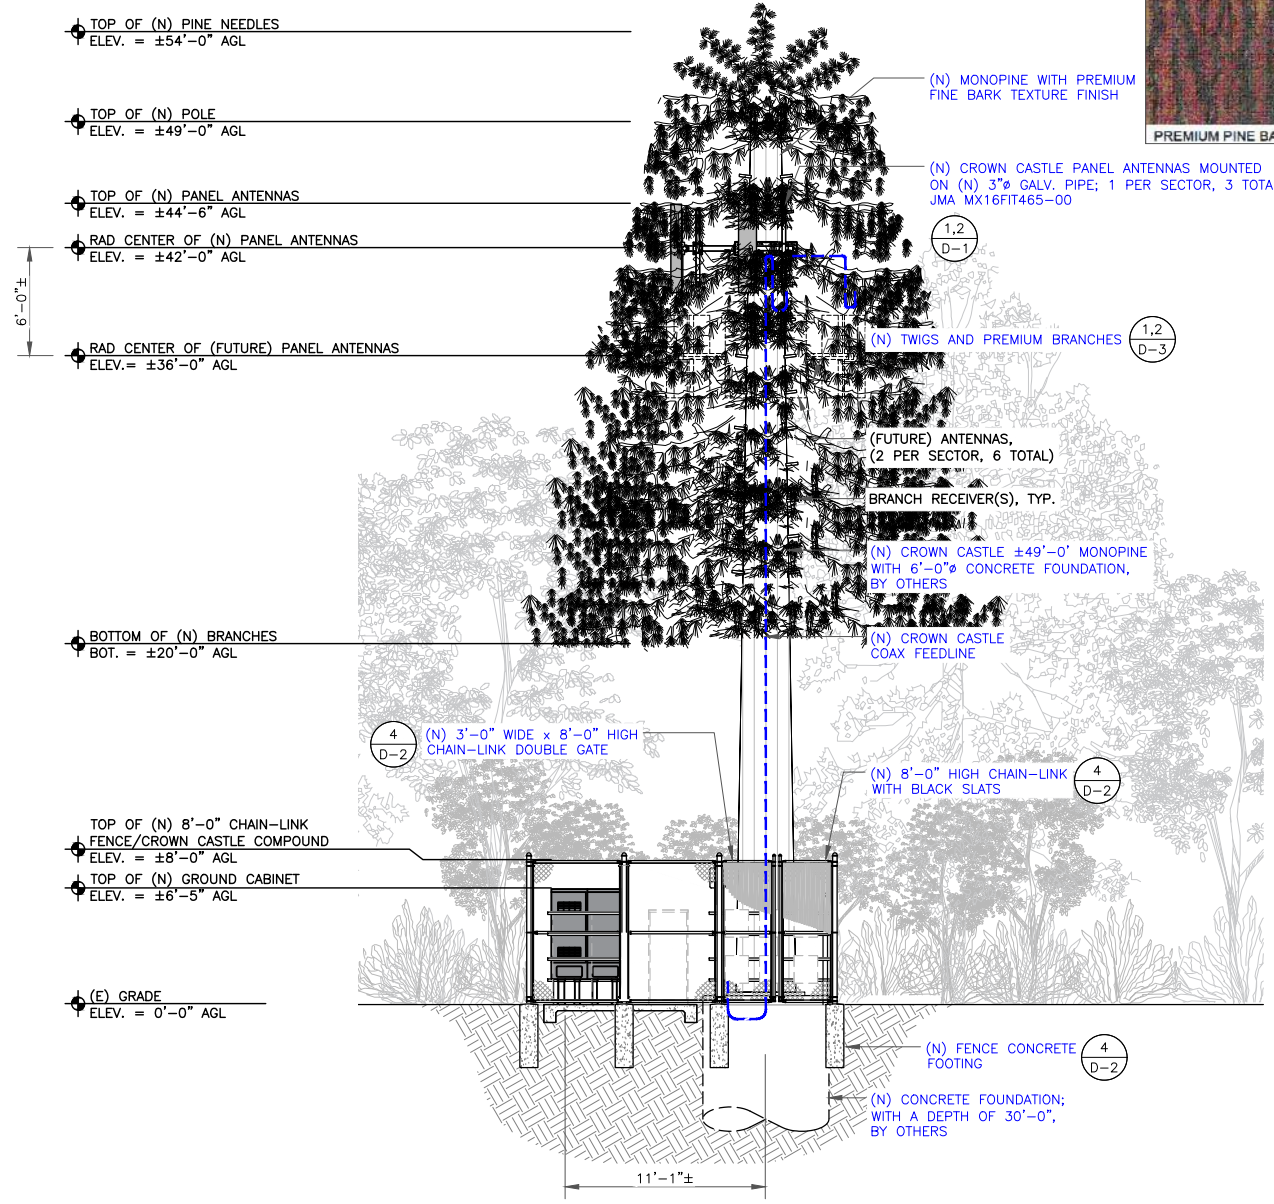 TOP OF (N) PINE NEEDLES
ELEV. = ±54'-0" AGL
TOP OF (N) POLE
ELEV. = ±49'-0" AGL
TOP OF (N) PANEL ANTENNAS
ELEV. = ±44'-6" AGL
RAD CENTER OF (N) PANEL ANTENNAS
ELEV. = ±42'-0" AGL
6'-0"±
RAD CENTER OF (FUTURE) PANEL ANTENNAS
ELEV.= ±36'-0" AGL
BOTTOM OF (N) BRANCHES
BOT. = ±20'-0" AGL
TOP OF (N) 8'-0" CHAIN-LINK
FENCE/CROWN CASTLE COMPOUND
ELEV. = ±8'-0" AGL
TOP OF (N) GROUND CABINET
ELEV. = ±6'-5" AGL
(E) GRADE
ELEV. = 0'-0" AGL
4
D-2
(N) 3'-0" WIDE x 8'-0" HIGH
CHAIN-LINK DOUBLE GATE
(N) MONOPINE WITH PREMIUM
FINE BARK TEXTURE FINISH
PREMIUM PINE BA
(N) CROWN CASTLE PANEL ANTENNAS MOUNTED
ON (N) 3"ø GALV. PIPE; 1 PER SECTOR, 3 TOTA
JMA MX16FIT465-00
1,2
D-1
(N) TWIGS AND PREMIUM BRANCHES
1,2
D-3
(FUTURE) ANTENNAS,
(2 PER SECTOR, 6 TOTAL)
BRANCH RECEIVER(S), TYP.
(N) CROWN CASTLE ±49'-0' MONOPINE
WITH 6'-0"ø CONCRETE FOUNDATION,
BY OTHERS
(N) CROWN CASTLE
COAX FEEDLINE
(N) 8'-0" HIGH CHAIN-LINK
WITH BLACK SLATS
4
D-2
(N) FENCE CONCRETE
FOOTING
4
D-2
(N) CONCRETE FOUNDATION;
WITH A DEPTH OF 30'-0",
BY OTHERS
11'-1"±